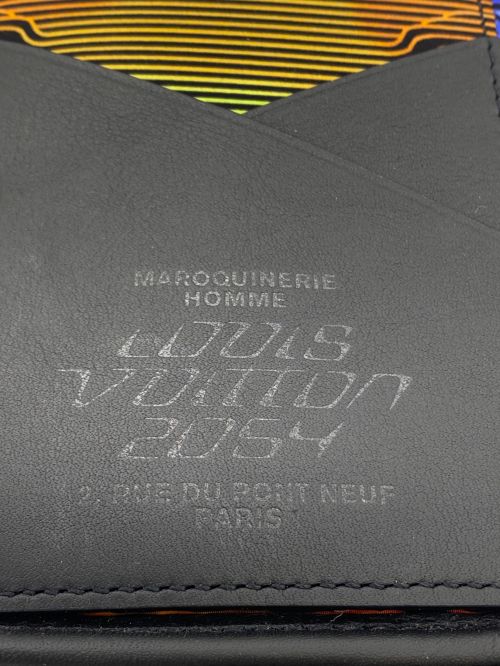 MAROQUINERIE
HOMME
LOUIS
VUITTON
2054
2, RUE DU PONT NEUF
PARIS